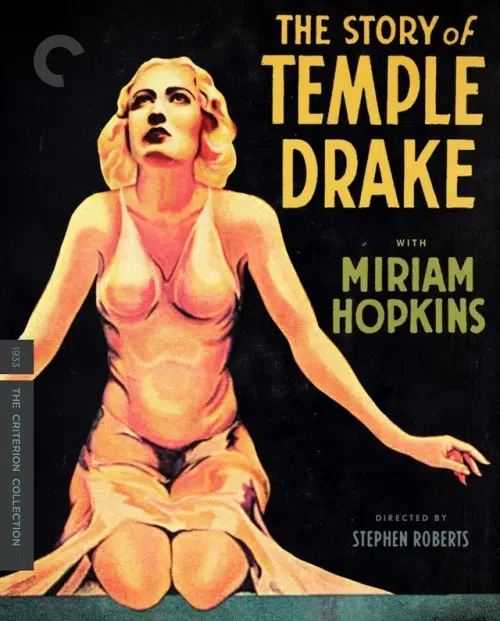 THE STORY of
TEMPLE
DRAKE
WITH
MIRIAM
HOPKINS
1933
THE CRITERION COLLECTION
DIRECTED BY
STEPHEN ROBERTS